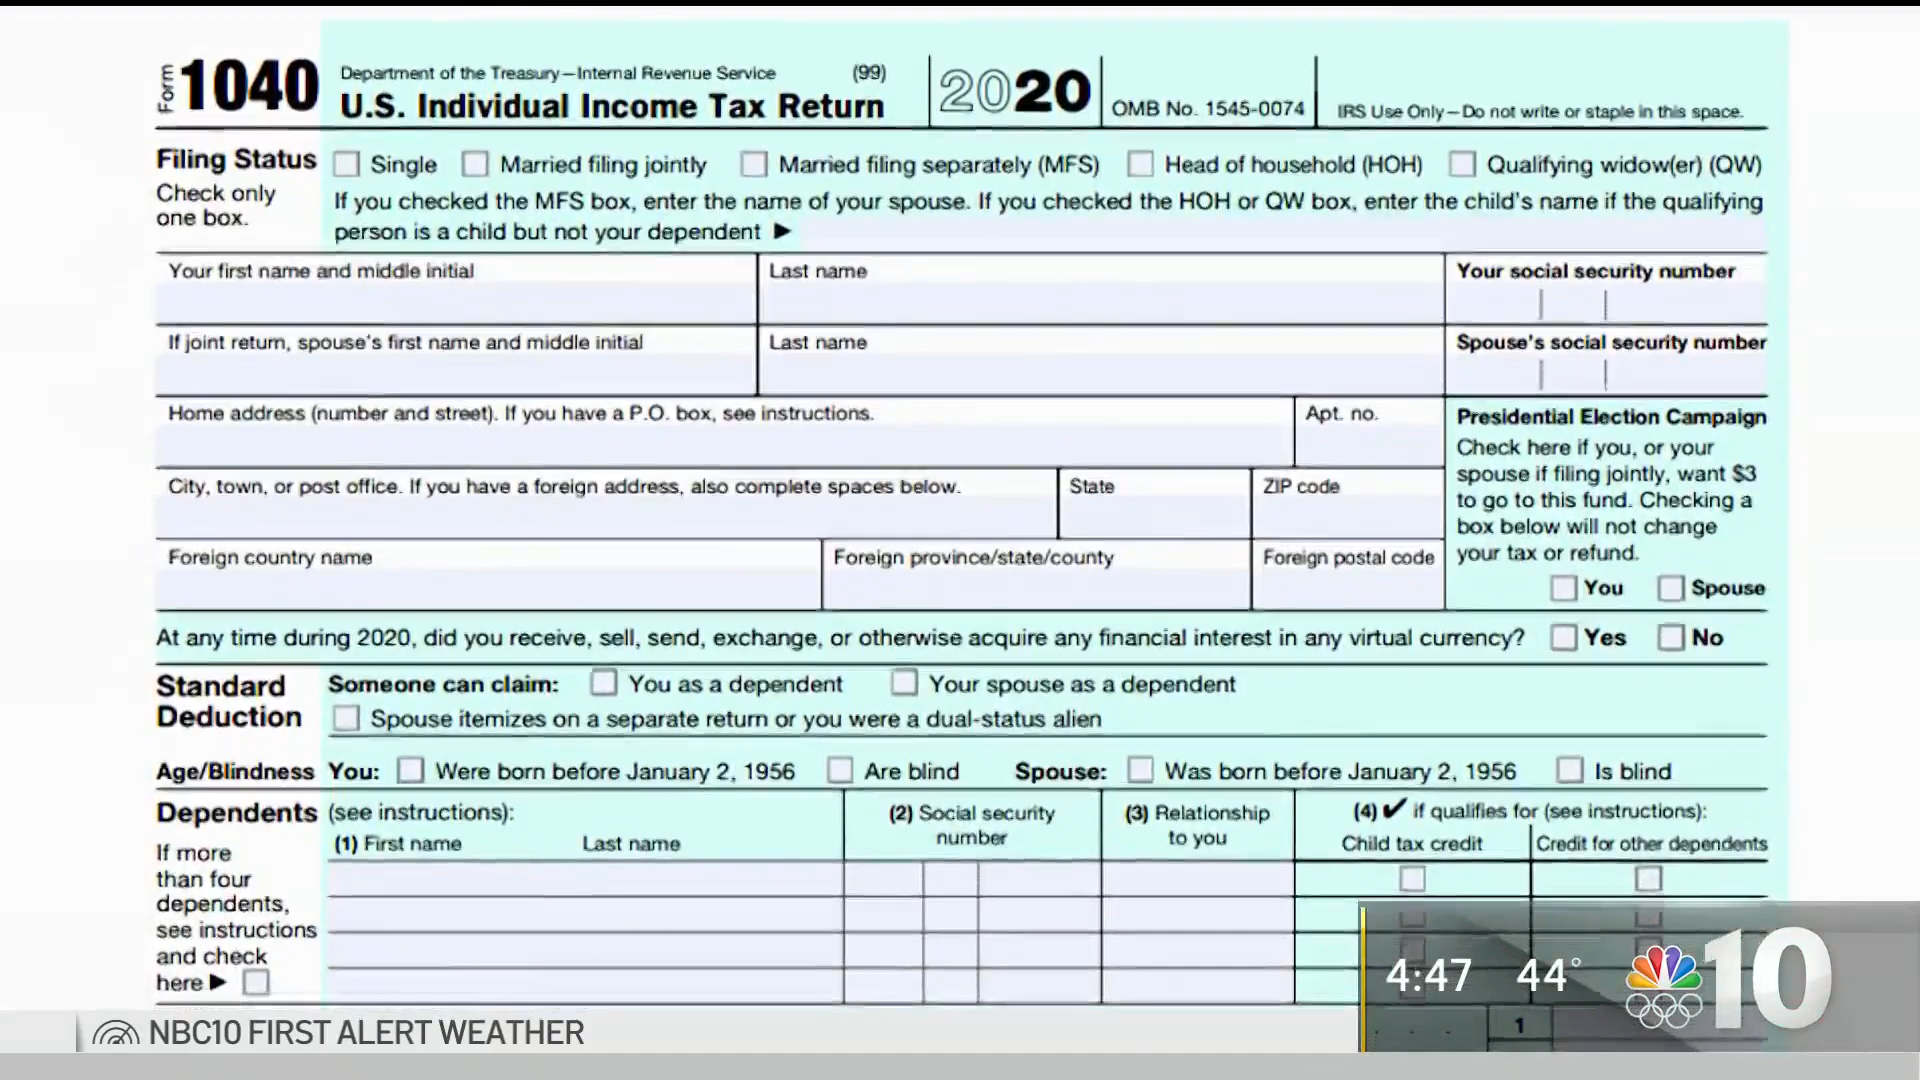 Form 1040 Department of the Treasury—Internal Revenue Service (99)
U.S. Individual Income Tax Return
2020
OMB No. 1545-0074
IRS Use Only—Do not write or staple in this space.
Filing Status
Check only
one box.
Single Married filing jointly Married filing separately (MFS) Head of household (HOH) Qualifying widow(er) (QW)
If you checked the MFS box, enter the name of your spouse. If you checked the HOH or QW box, enter the child's name if the qualifying
person is a child but not your dependent ▶
Your first name and middle initial
Last name
Your social security number
If joint return, spouse's first name and middle initial
Last name
Spouse's social security number
Home address (number and street). If you have a P.O. box, see instructions.
Apt. no.
City, town, or post office. If you have a foreign address, also complete spaces below.
State
ZIP code
Foreign country name
Foreign province/state/county
Foreign postal code
Presidential Election Campaign
Check here if you, or your
spouse if filing jointly, want $3
to go to this fund. Checking a
box below will not change
your tax or refund.
You Spouse
At any time during 2020, did you receive, sell, send, exchange, or otherwise acquire any financial interest in any virtual currency? Yes No
Standard
Deduction
Someone can claim: You as a dependent Your spouse as a dependent
Spouse itemizes on a separate return or you were a dual-status alien
Age/Blindness You: Were born before January 2, 1956 Are blind Spouse: Was born before January 2, 1956 Is blind
Dependents (see instructions):
(1) First name Last name
(2) Social security
number
(3) Relationship
to you
(4) ✔ if qualifies for (see instructions):
Child tax credit Credit for other dependents
If more
than four
dependents,
see instructions
and check
here ▶
1
4:47 44° 10
NBC10 FIRST ALERT WEATHER